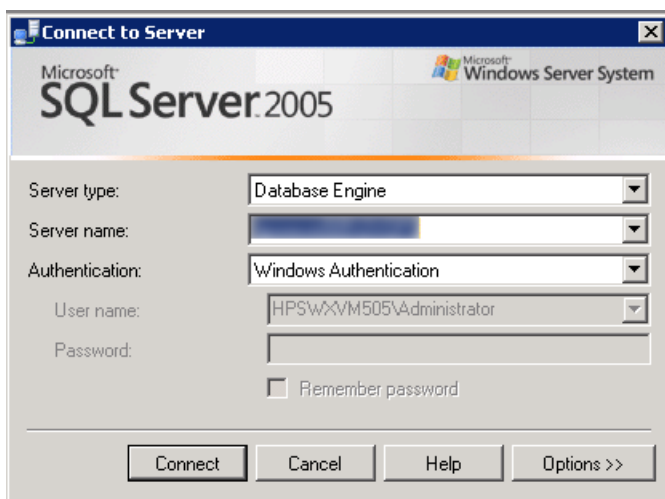 Connect to Server
Microsoft
SQL Server 2005
Microsoft
Windows Server System
Server type:
Database Engine
Server name:
Authentication:
Windows Authentication
User name:
HPSWXVM505\Administrator
Password:
Remember password
Connect
Cancel
Help
Options >>